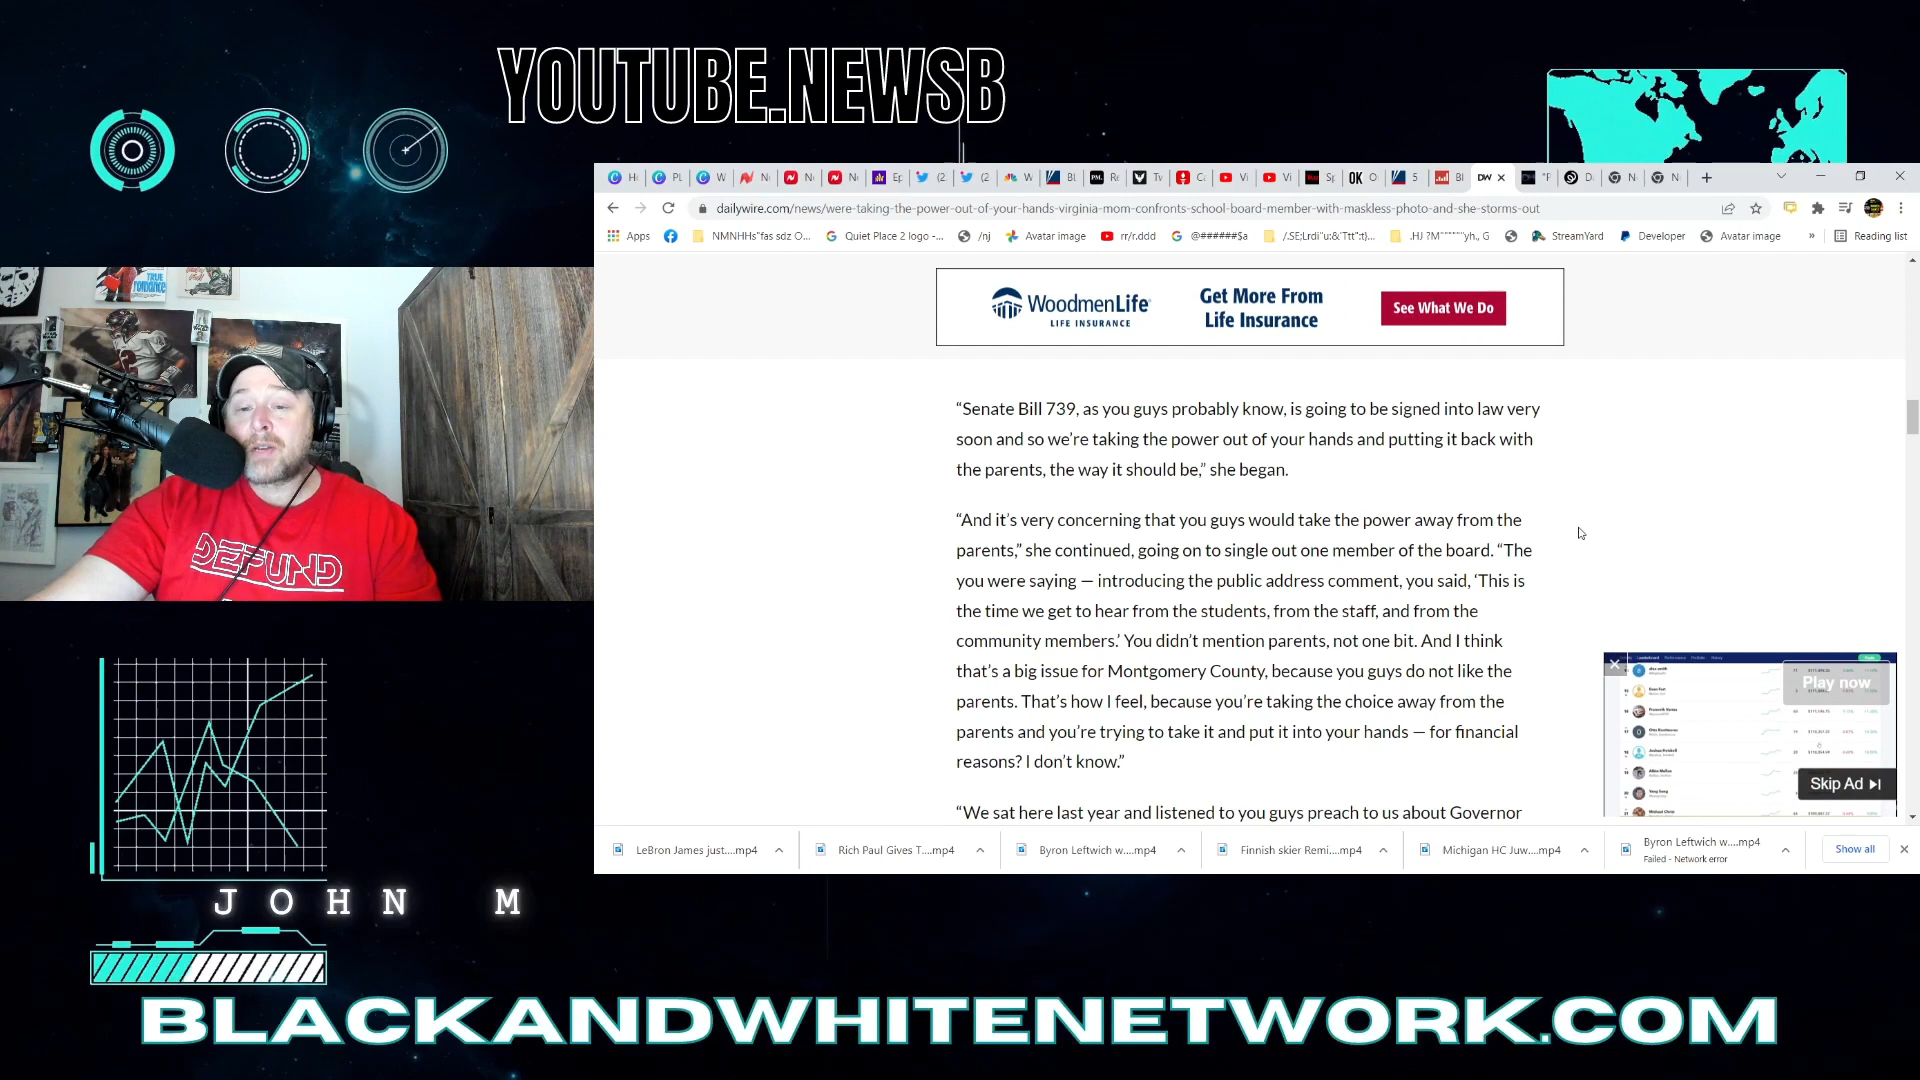 YOUTUBE.NEWSB
DW
dailywire.com/news/were-taking-the-power-out-of-your-hands-virginia-mom-confronts-school-board-member-with-maskless-photo-and-she-storms-out
Apps
NMNHHs"fas sdz O...
Quiet Place 2 logo -...
/nj
Avatar image
rr/r.ddd
@######$a
StreamYard
Developer
Avatar image
»
Reading list
WoodmenLife
LIFE INSURANCE
Get More From
Life Insurance
See What We Do
“Senate Bill 739, as you guys probably know, is going to be signed into law very
soon and so we’re taking the power out of your hands and putting it back with
the parents, the way it should be,” she began.
“And it’s very concerning that you guys would take the power away from the
parents,” she continued, going on to single out one member of the board. “The
you were saying — introducing the public address comment, you said, ‘This is
the time we get to hear from the students, from the staff, and from the
community members.’ You didn’t mention parents, not one bit. And I think
that’s a big issue for Montgomery County, because you guys do not like the
parents. That’s how I feel, because you’re taking the choice away from the
parents and you’re trying to take it and put it into your hands — for financial
reasons? I don’t know.”
“We sat here last year and listened to you guys preach to us about Governor
Play now
Skip Ad
TRUE
romance
DEFUND
LeBron James just....mp4
Rich Paul Gives T....mp4
Byron Leftwich w....mp4
Finnish skier Remi....mp4
Michigan HC Juw....mp4
Byron Leftwich w....mp4
Failed - Network error
Show all
JOHN M
BLACKANDWHITENETWORK.COM